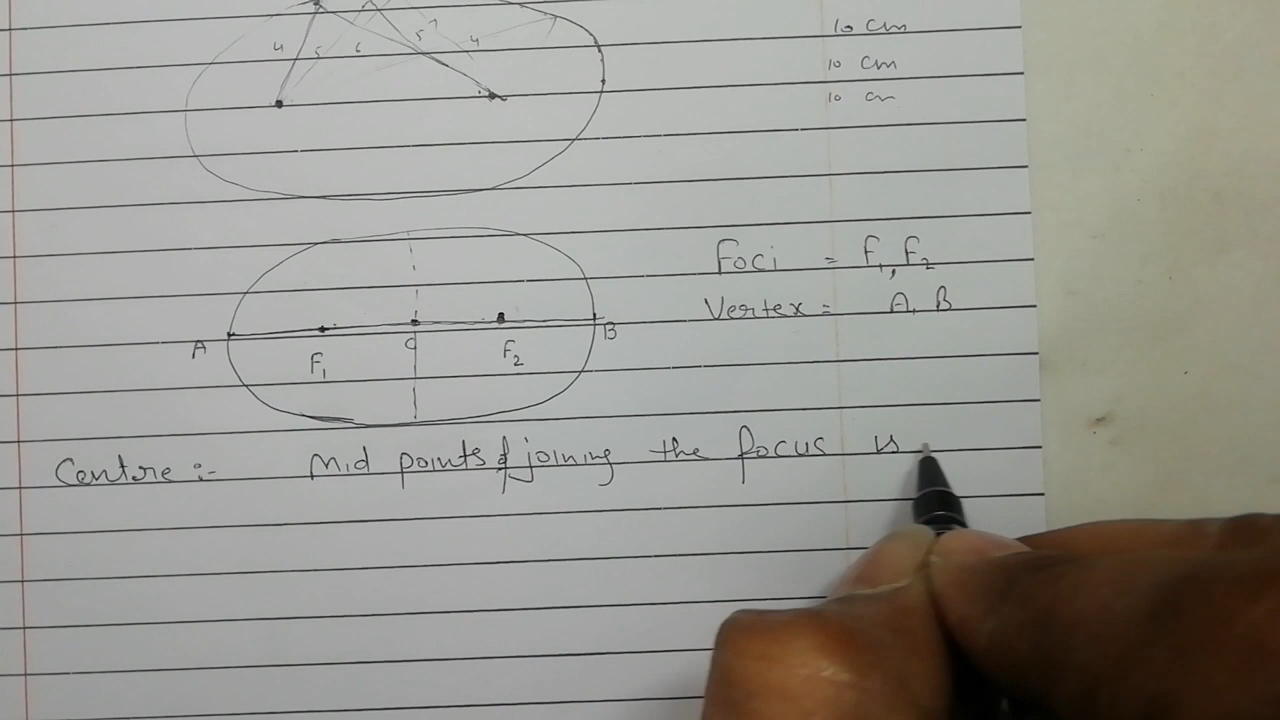 10 cm
4 5 6 5 7 4
10 cm
10 cm
Foci = F1, F2
Vertex = A, B
A F1 C F2 B
Centre :- Mid points of joining the focus is